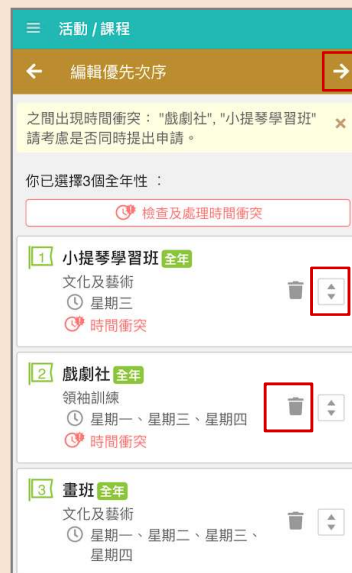 活動 / 課程
編輯優先次序
之間出現時間衝突： "戲劇社", "小提琴學習班"
請考慮是否同時提出申請。
你已選擇3個全年性 ：
檢查及處理時間衝突
1 小提琴學習班 全年
文化及藝術
星期三
時間衝突
2 戲劇社 全年
領袖訓練
星期一、星期三、星期四
時間衝突
3 畫班 全年
文化及藝術
星期一、星期二、星期三、
星期四